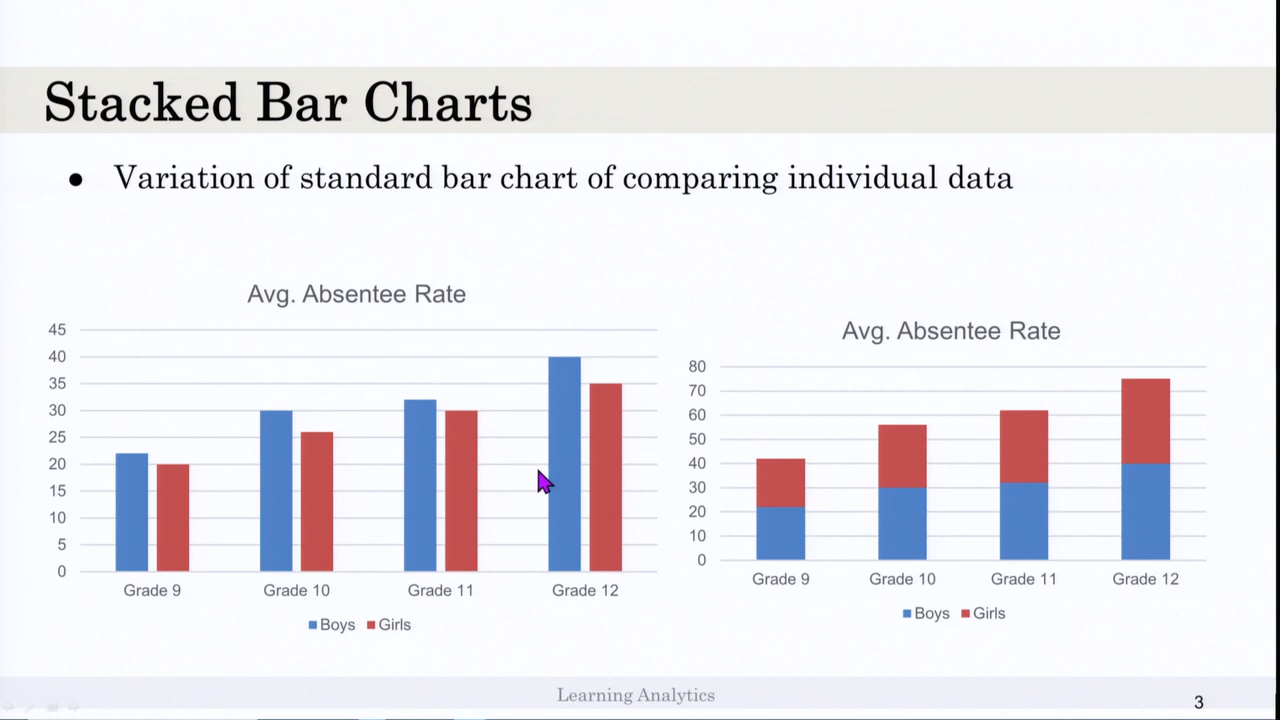 Stacked Bar Charts
● Variation of standard bar chart of comparing individual data
Avg. Absentee Rate
45
40
35
30
25
20
15
10
5
0
Grade 9 Grade 10 Grade 11 Grade 12
Boys Girls
Avg. Absentee Rate
80
70
60
50
40
30
20
10
0
Grade 9 Grade 10 Grade 11 Grade 12
Boys Girls
Learning Analytics
3